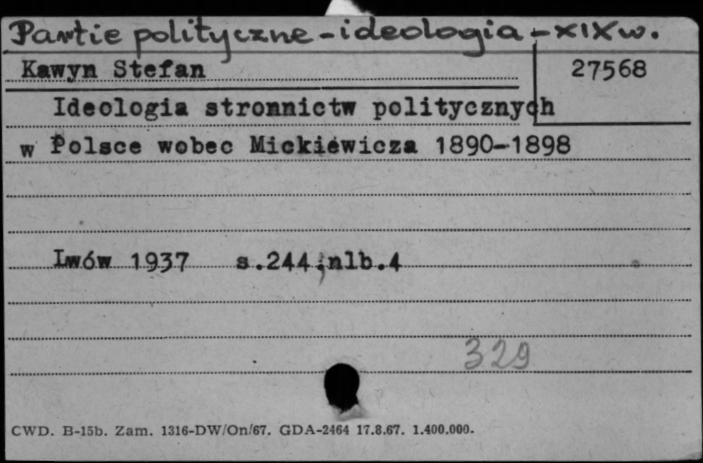 Partie polityczne - ideologia - XIX w.
Kawyn Stefan 27568
Ideologia stronnictw politycznych
w Polsce wobec Mickiewicza 1890-1898
Lwów 1937 s.244;nlb.4
329
CWD. B-15b. Zam. 1316-DW/On/67. GDA-2464 17.8.67. 1.400.000.